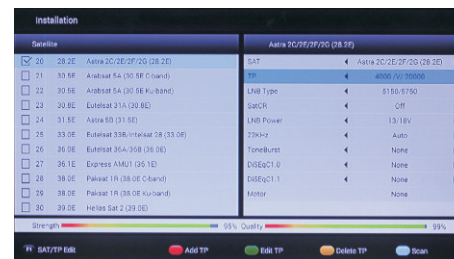 Installation
Satellite
Astra 2C/2E/2F/2G (28.2E)
20 28.2E Astra 2C/2E/2F/2G (28.2E)
21 30.5E Arabsat 5A (30.5E C-band)
22 30.5E Arabsat 5A (30.5E Ku-band)
23 30.8E Eutelsat 31A (30.8E)
24 31.5E Astra 5B (31.5E)
25 33.0E Eutelsat 33B/Intelsat 28 (33.0E)
26 36.0E Eutelsat 36A/36B (36.0E)
27 36.1E Express AMU1 (36.1E)
28 38.0E Paksat 1R (38.0E C-band)
29 38.0E Paksat 1R (38.0E Ku-band)
30 39.0E Hellas Sat 2 (39.0E)
SAT Astra 2C/2E/2F/2G (28.2E)
TP 4000 /V/ 20000
LNB Type 5150/5750
SatCR Off
LNB Power 13/18V
22KHz Auto
ToneBurst None
DiSEqC1.0 None
DiSEqC1.1 None
Motor None
Strength 95% Quality 99%
SAT/TP Edit Add TP Edit TP Delete TP Scan